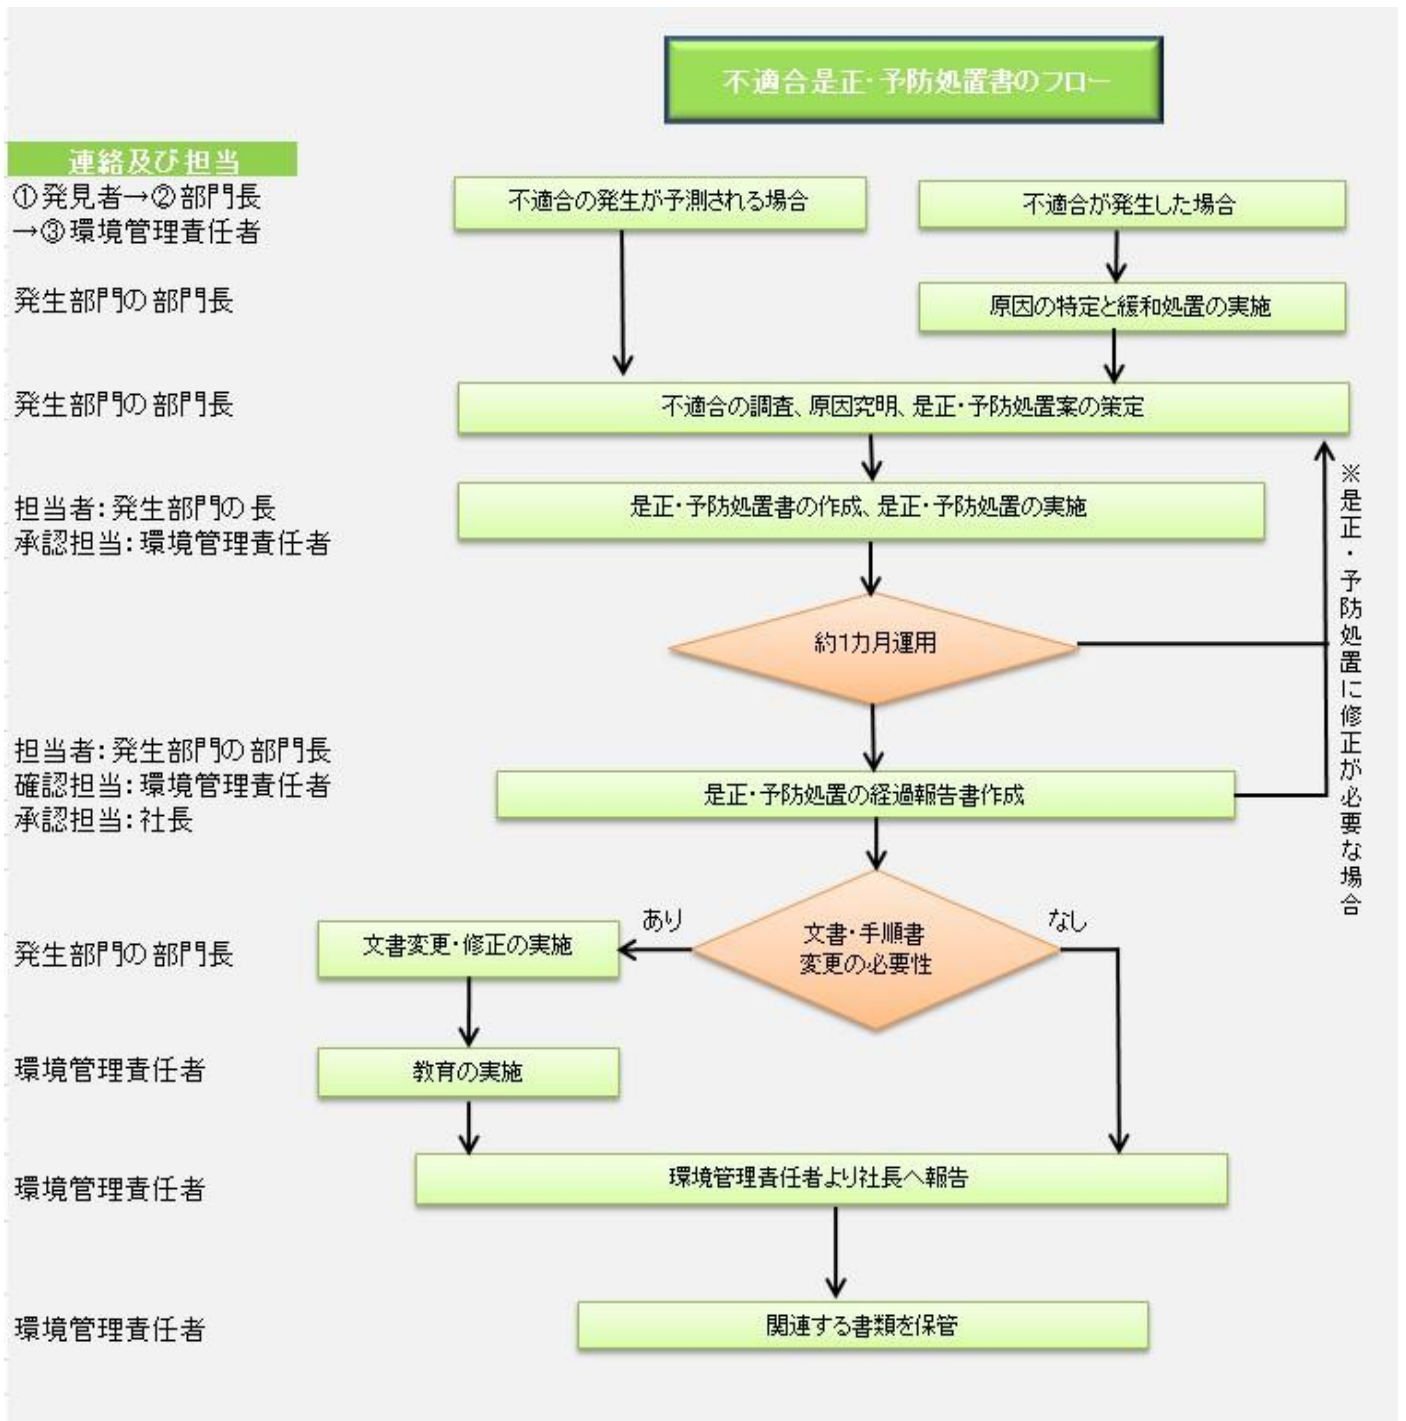 不適合是正・予防処置書のフロー
連絡及び担当
①発見者→②部門長
→③環境管理責任者
不適合の発生が予測される場合
不適合が発生した場合
発生部門の部門長
原因の特定と緩和処置の実施
発生部門の部門長
不適合の調査、原因究明、是正・予防処置案の策定
担当者:発生部門の長
承認担当:環境管理責任者
是正・予防処置書の作成、是正・予防処置の実施
※是正・予防処置に修正が必要な場合
約1カ月運用
担当者:発生部門の部門長
確認担当:環境管理責任者
承認担当:社長
是正・予防処置の経過報告書作成
発生部門の部門長
文書変更・修正の実施
あり
文書・手順書
変更の必要性
なし
環境管理責任者
教育の実施
環境管理責任者
環境管理責任者より社長へ報告
環境管理責任者
関連する書類を保管